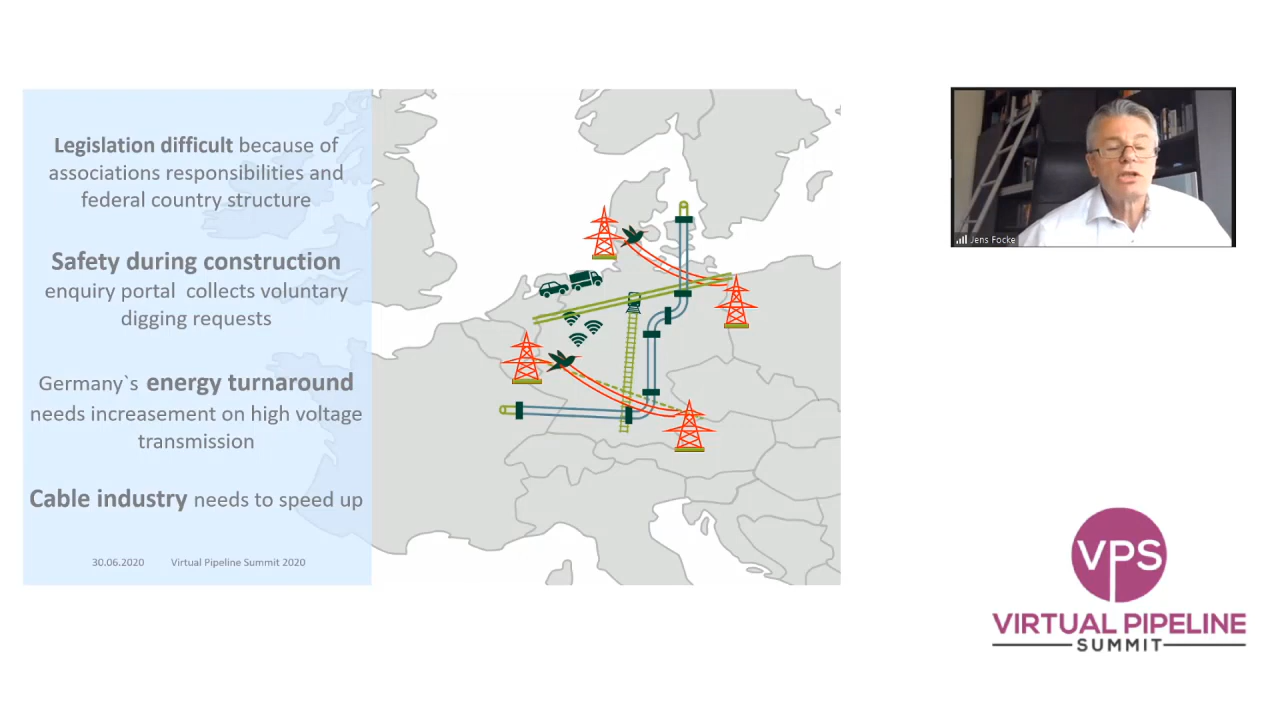 Legislation difficult because of
associations responsibilities and
federal country structure
Safety during construction
enquiry portal collects voluntary
digging requests
Germany`s energy turnaround
needs increasement on high voltage
transmission
Cable industry needs to speed up
30.06.2020 Virtual Pipeline Summit 2020
Jens Focke
VPS
VIRTUAL PIPELINE
SUMMIT